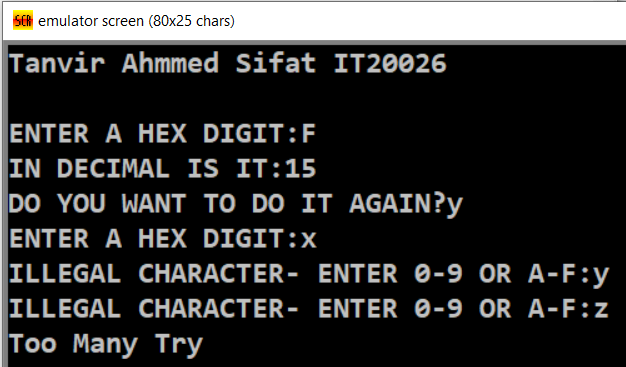 SCR emulator screen (80x25 chars)
Tanvir Ahmmed Sifat IT20026
ENTER A HEX DIGIT:F
IN DECIMAL IS IT:15
DO YOU WANT TO DO IT AGAIN?y
ENTER A HEX DIGIT:x
ILLEGAL CHARACTER- ENTER 0-9 OR A-F:y
ILLEGAL CHARACTER- ENTER 0-9 OR A-F:z
Too Many Try